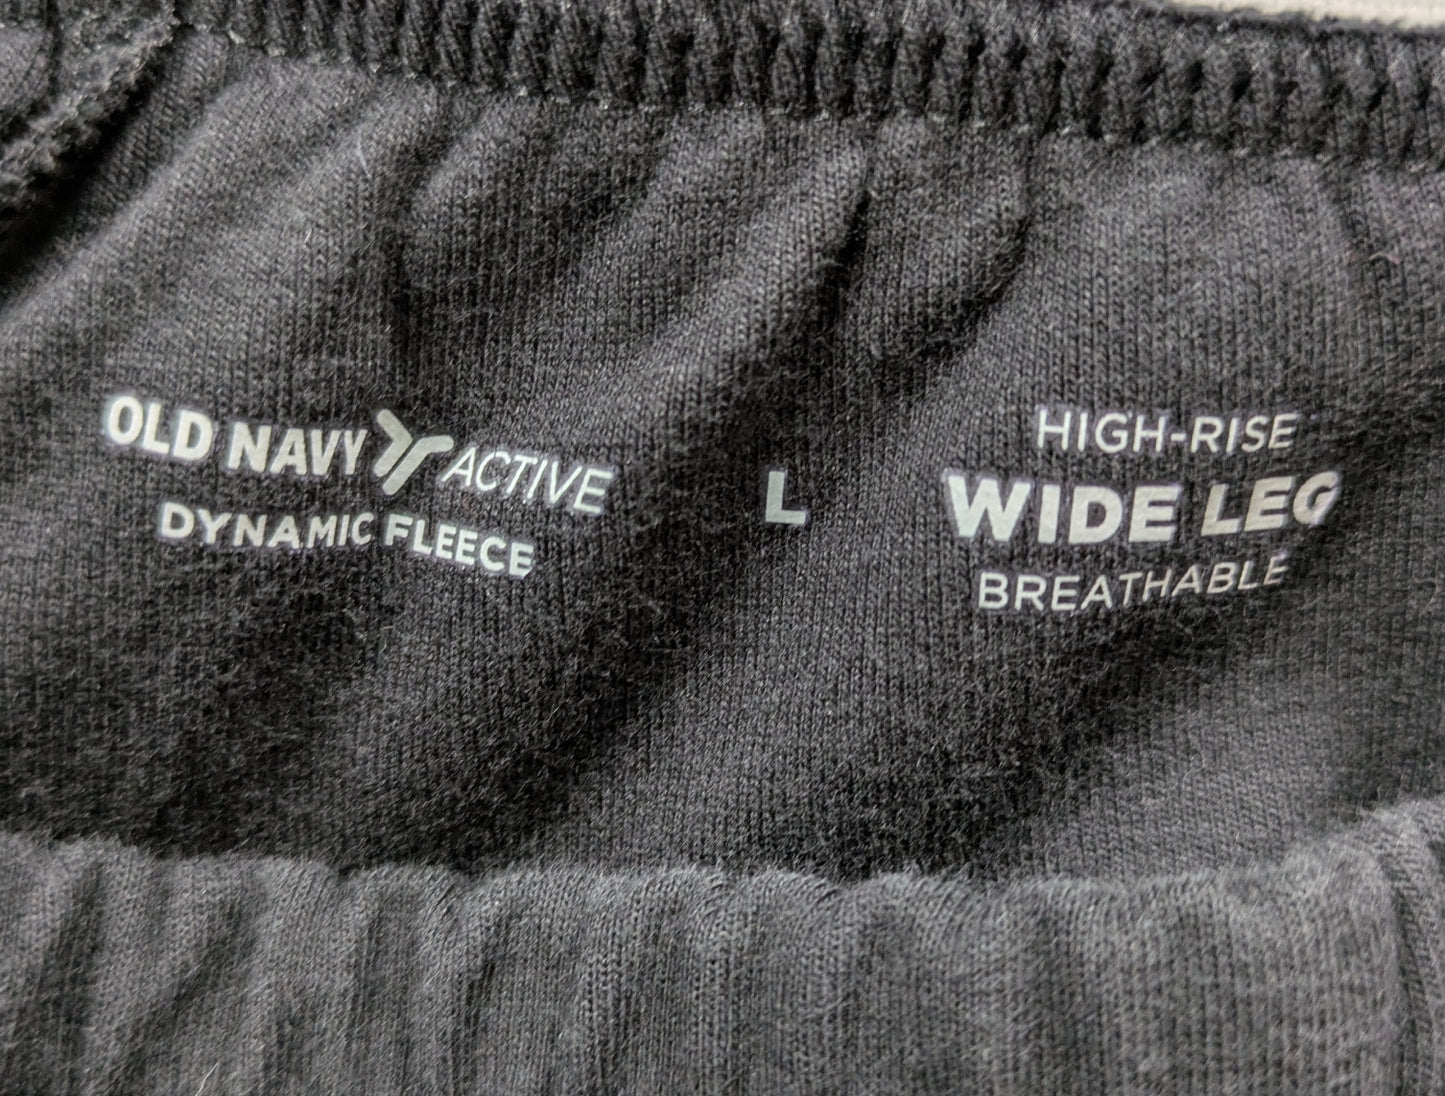 OLD NAVY ACTIVE
DYNAMIC FLEECE
L
HIGH-RISE
WIDE LEG
BREATHABLE